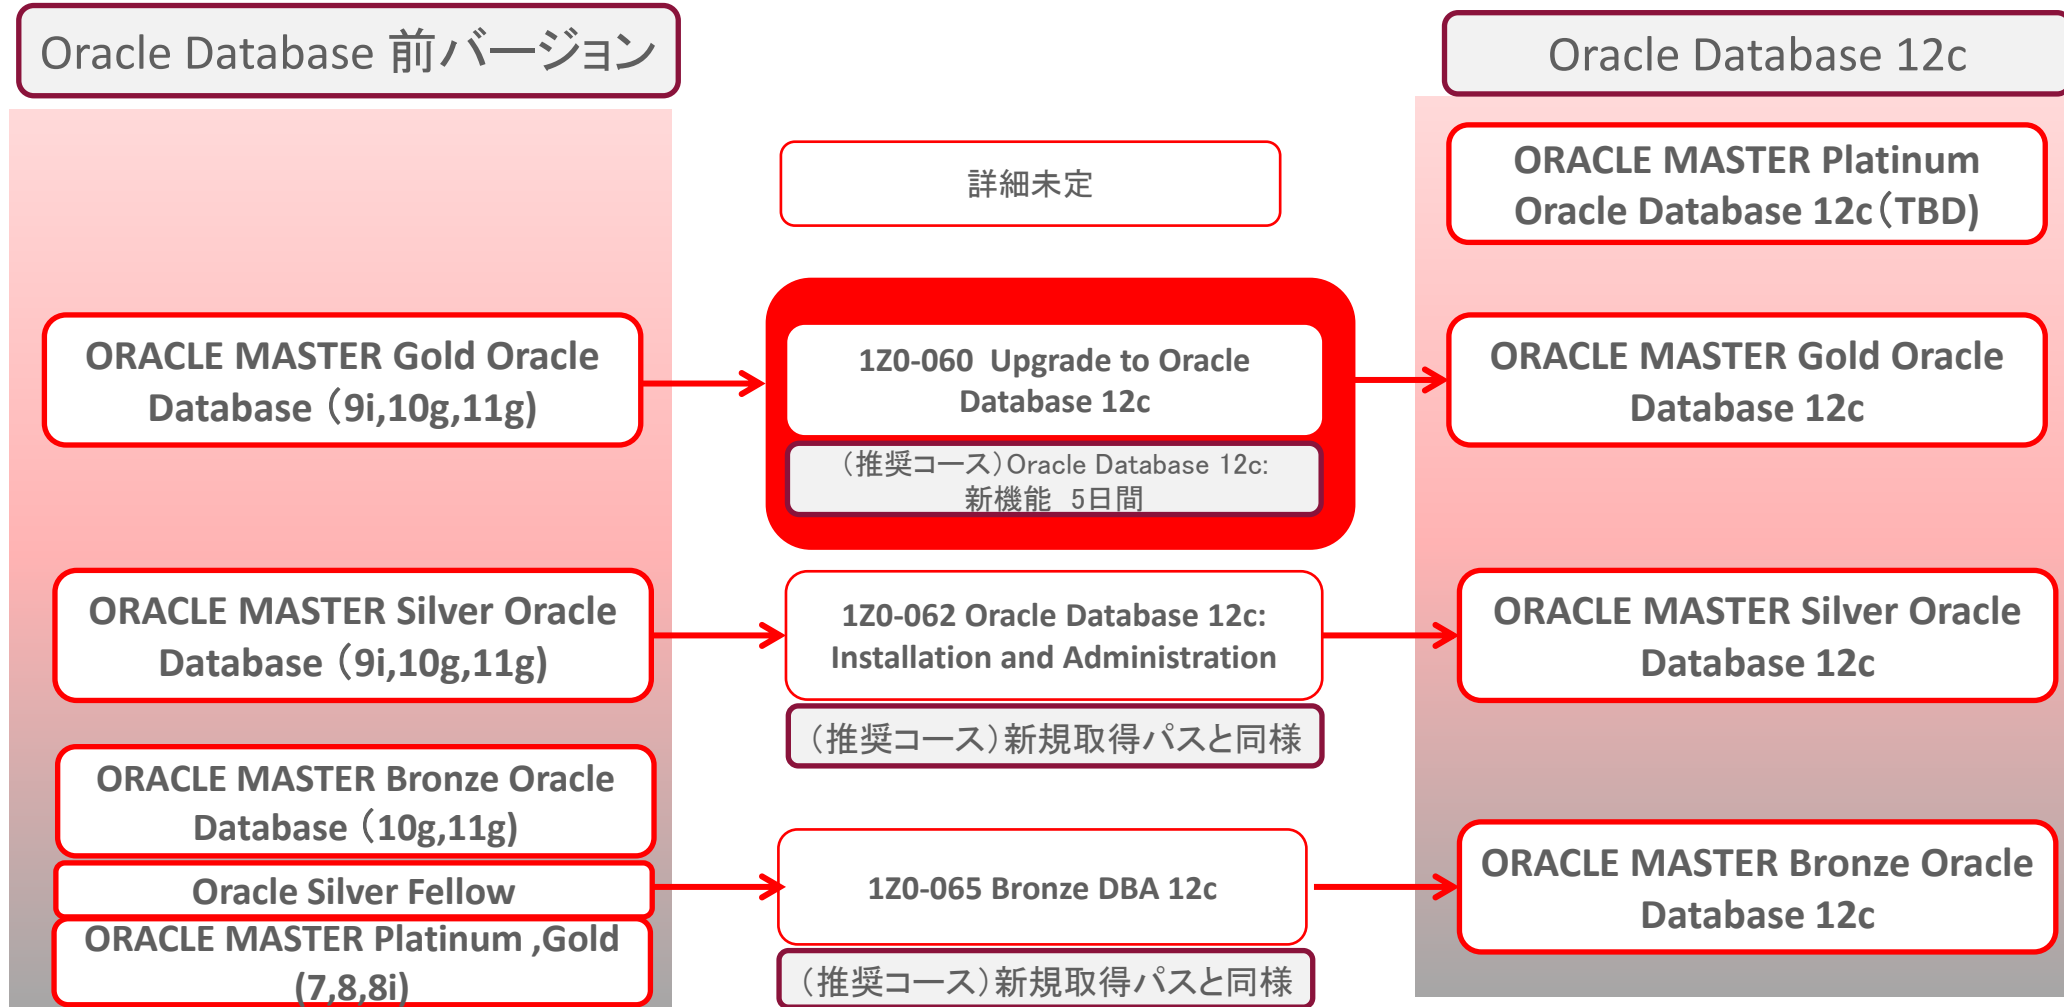 Oracle Database 前バージョン
Oracle Database 12c
詳細未定
ORACLE MASTER Platinum
Oracle Database 12c（TBD)
ORACLE MASTER Gold Oracle
Database （9i,10g,11g)
1Z0-060 Upgrade to Oracle
Database 12c
（推奨コース）Oracle Database 12c:
新機能 5日間
ORACLE MASTER Gold Oracle
Database 12c
ORACLE MASTER Silver Oracle
Database （9i,10g,11g)
1Z0-062 Oracle Database 12c:
Installation and Administration
（推奨コース）新規取得パスと同様
ORACLE MASTER Silver Oracle
Database 12c
ORACLE MASTER Bronze Oracle
Database （10g,11g)
Oracle Silver Fellow
ORACLE MASTER Platinum ,Gold
(7,8,8i)
1Z0-065 Bronze DBA 12c
（推奨コース）新規取得パスと同様
ORACLE MASTER Bronze Oracle
Database 12c